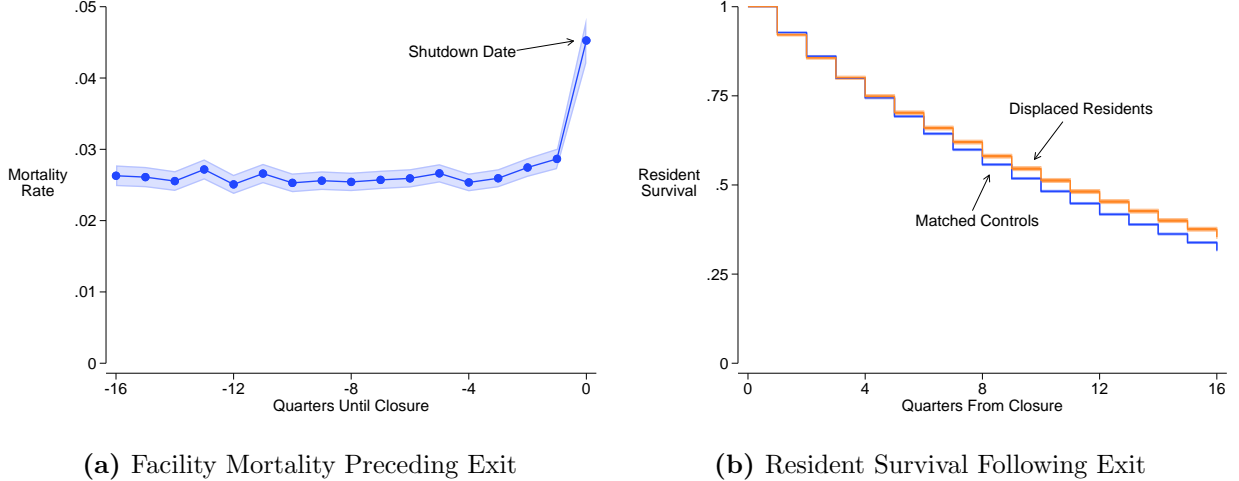 .05
.04
.03
.02
.01
0
Mortality
Rate
Shutdown Date
-16
-12
-8
-4
0
Quarters Until Closure
(a) Facility Mortality Preceding Exit
1
.75
.5
.25
0
Resident
Survival
Displaced Residents
Matched Controls
0
4
8
12
16
Quarters From Closure
(b) Resident Survival Following Exit